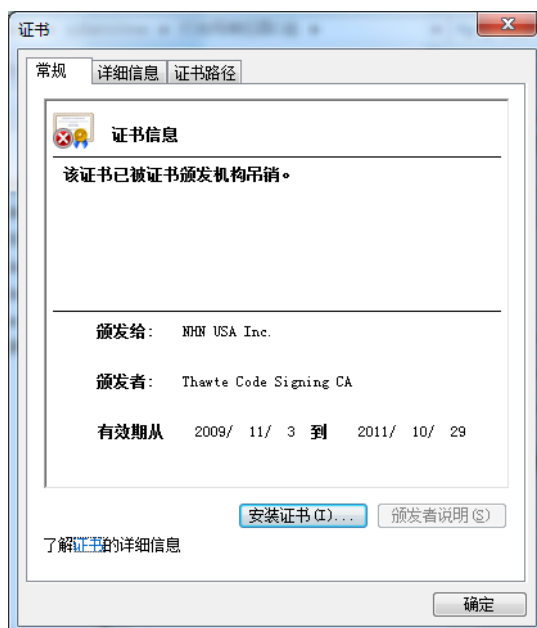 证书
常规 详细信息 证书路径
证书信息
该证书已被证书颁发机构吊销。
颁发给: NHN USA Inc.
颁发者: Thawte Code Signing CA
有效期从 2009/ 11/ 3 到 2011/ 10/ 29
安装证书(I)... 颁发者说明(S)
了解证书的详细信息
确定